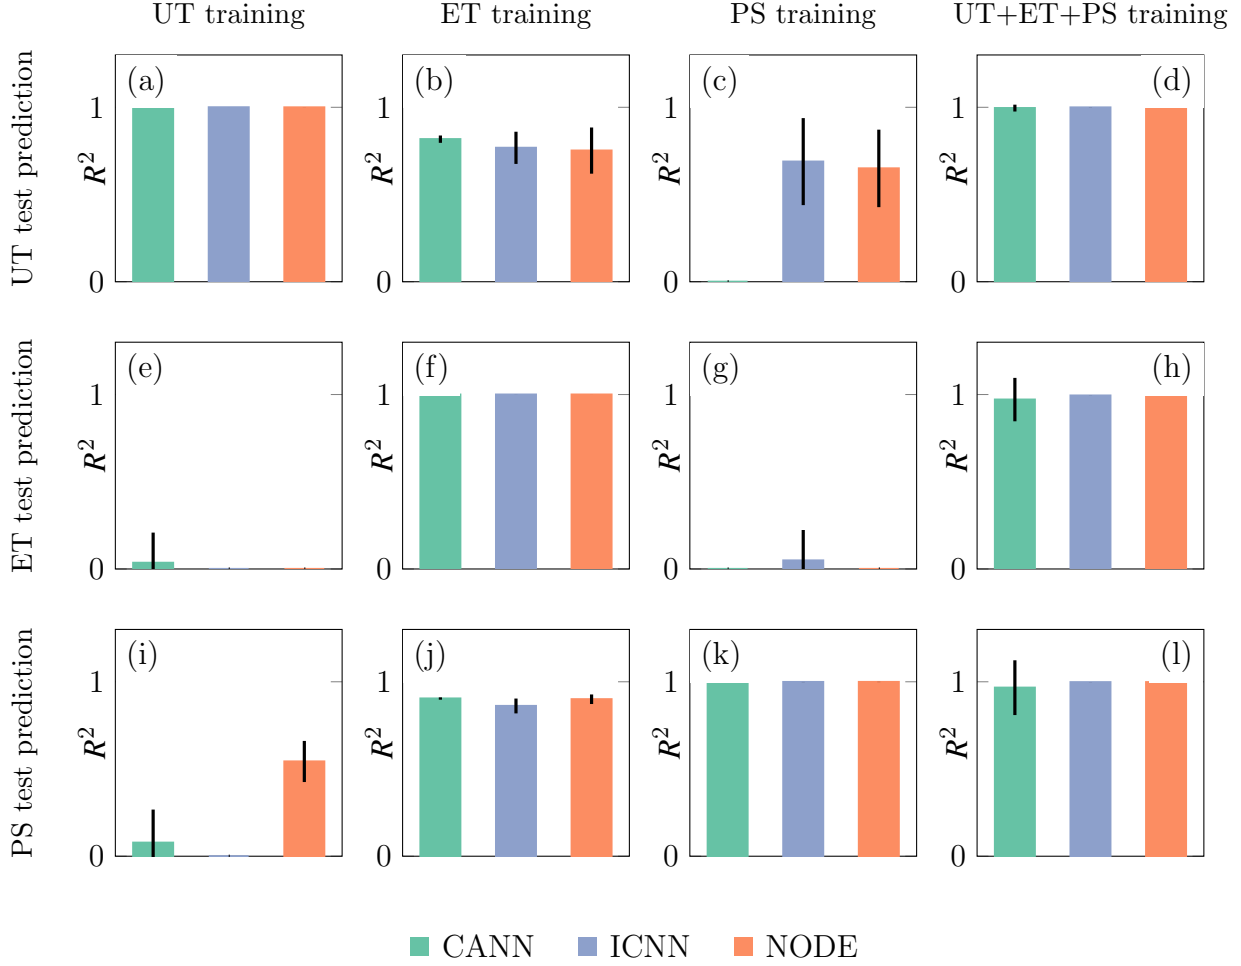 UT training ET training PS training UT+ET+PS training
UT test prediction
R² 1 0 (a)
R² 1 0 (b)
R² 1 0 (c)
R² 1 0 (d)
ET test prediction
R² 1 0 (e)
R² 1 0 (f)
R² 1 0 (g)
R² 1 0 (h)
PS test prediction
R² 1 0 (i)
R² 1 0 (j)
R² 1 0 (k)
R² 1 0 (l)
CANN ICNN NODE